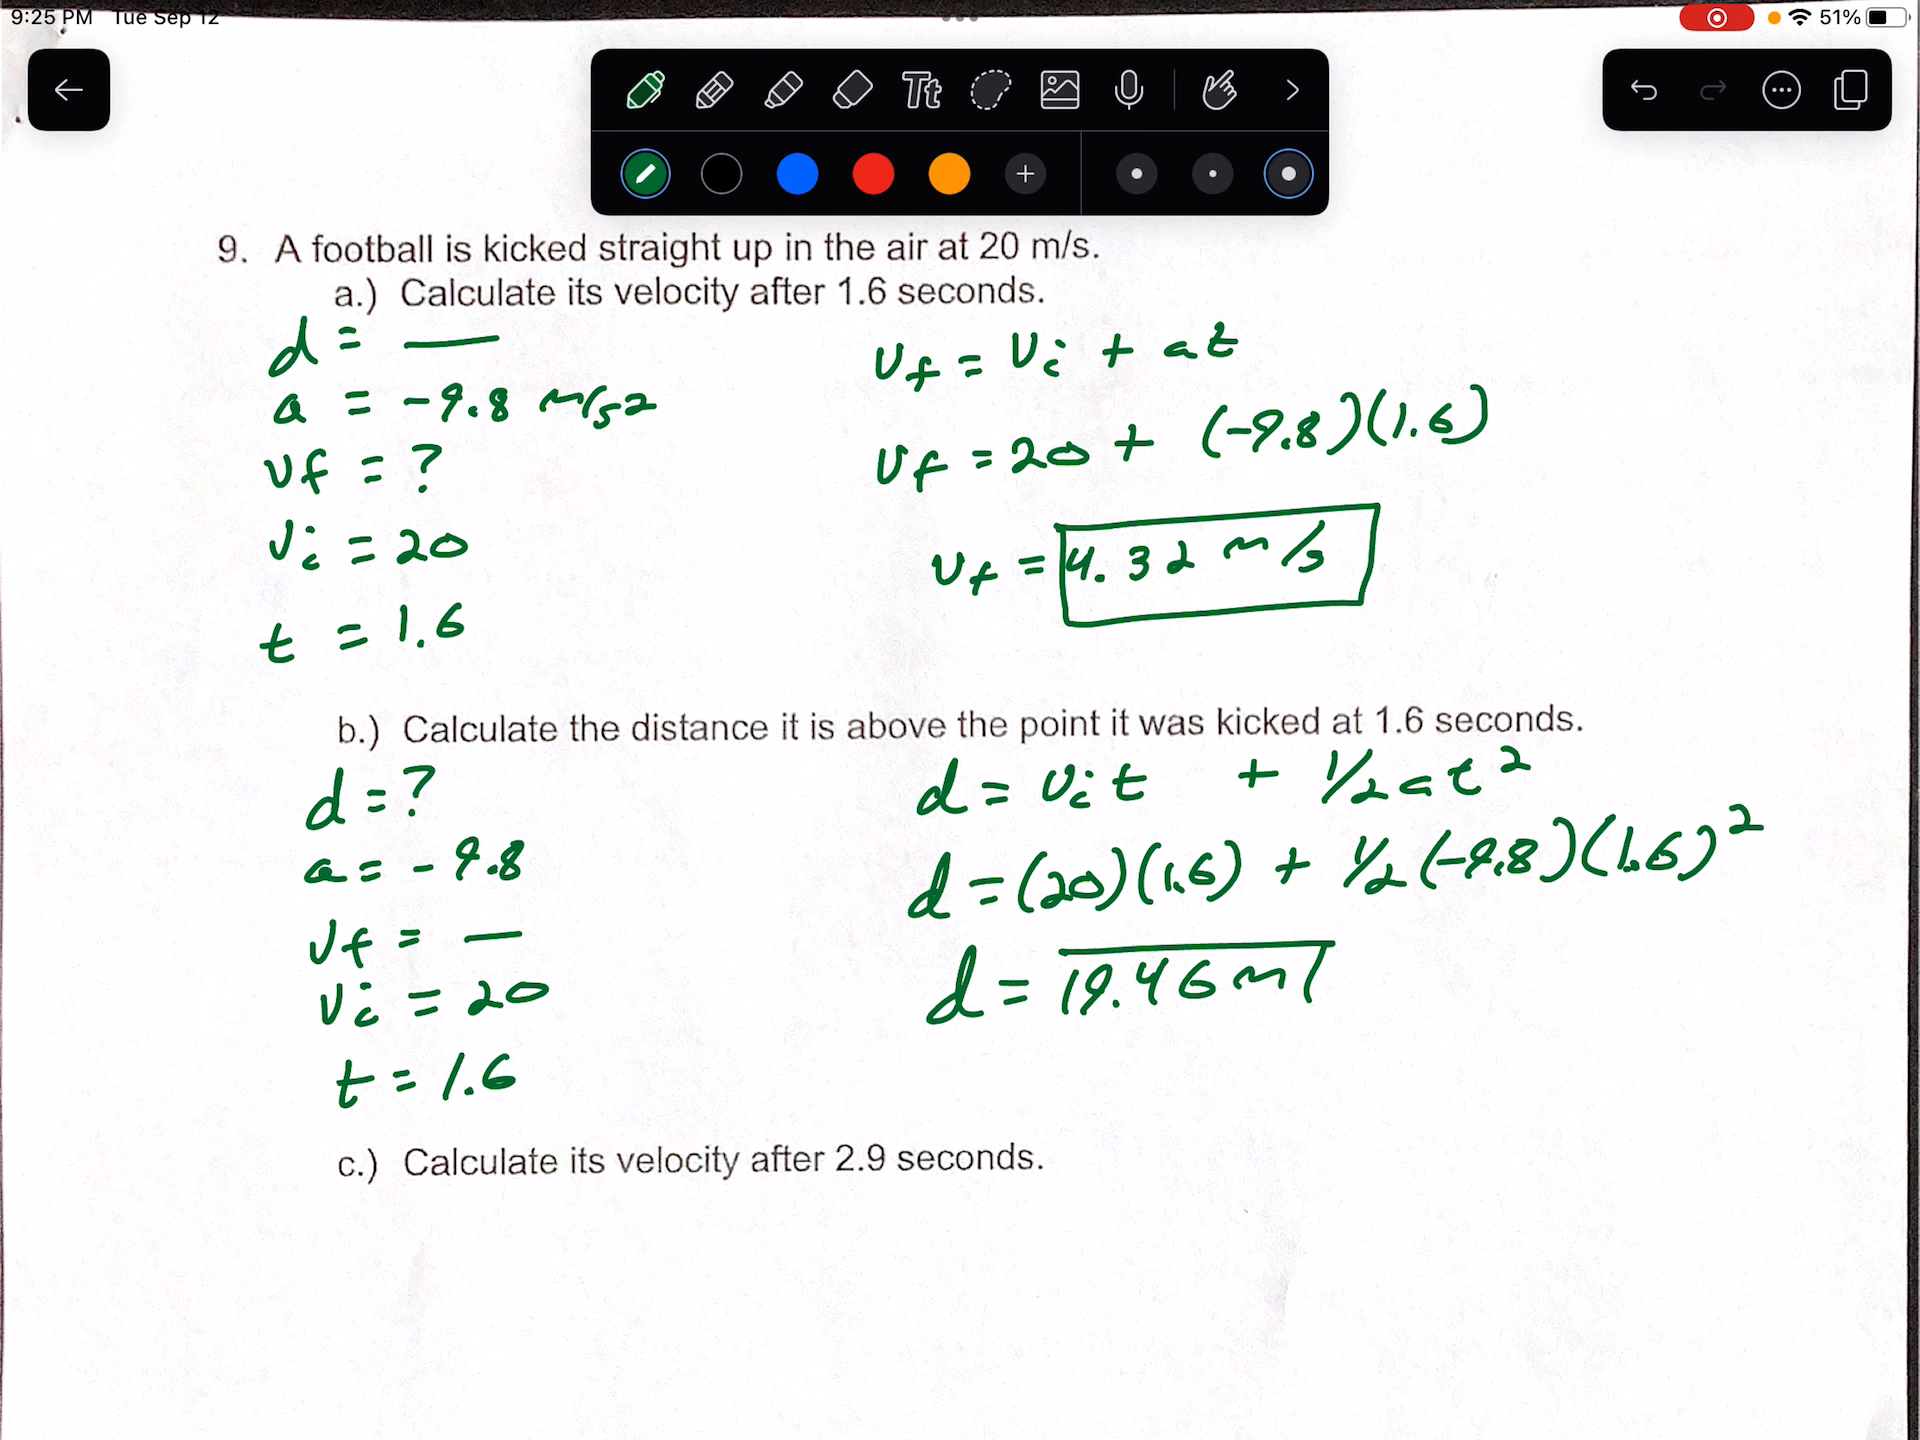 9:25 PM Tue Sep 12
51%
Tt
9. A football is kicked straight up in the air at 20 m/s.
a.) Calculate its velocity after 1.6 seconds.
d = —
a = -9.8 m/s2
vf = ?
vi = 20
t = 1.6
vf = vi + at
vf = 20 + (-9.8)(1.6)
vf = 4.32 m/s
b.) Calculate the distance it is above the point it was kicked at 1.6 seconds.
d = ?
a = -9.8
vf = —
vi = 20
t = 1.6
d = vit + 1/2at²
d = (20)(1.6) + 1/2(-9.8)(1.6)²
d = 19.46m
c.) Calculate its velocity after 2.9 seconds.